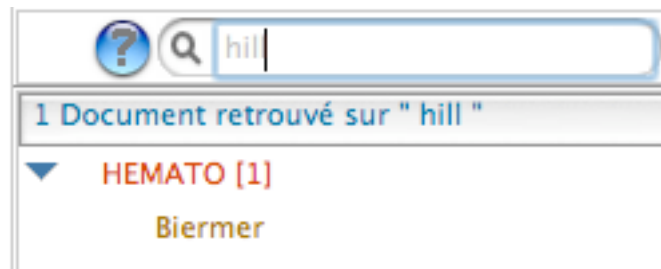 hill
1 Document retrouvé sur " hill "
HEMATO [1]
Biermer